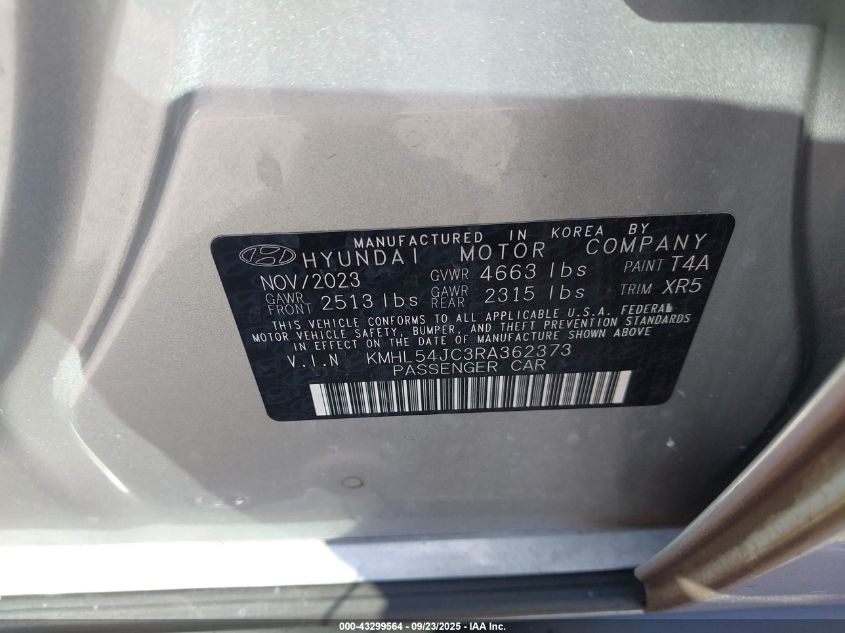 MANUFACTURED IN KOREA BY
HYUNDAI MOTOR COMPANY
NOV/2023 GVWR 4663 lbs PAINT T4A
GAWR FRONT 2513 lbs GAWR REAR 2315 lbs TRIM XR5
THIS VEHICLE CONFORMS TO ALL APPLICABLE U.S.A. FEDERAL
MOTOR VEHICLE SAFETY, BUMPER, AND THEFT PREVENTION STANDARDS
IN EFFECT ON THE DATE OF MANUFACTURE SHOWN ABOVE
V.I.N KMHL54JC3RA362373
PASSENGER CAR
000-43299564 - 09/23/2025 - IAA Inc.